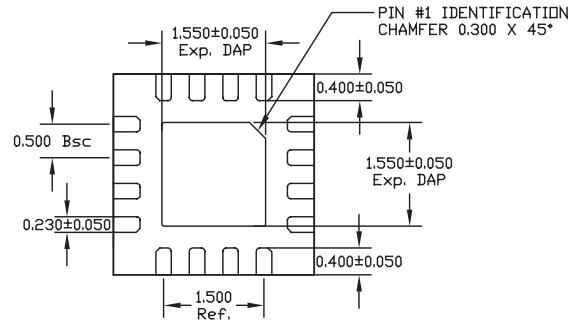 PIN #1 IDENTIFICATION
CHAMFER 0.300 X 45°
1.550±0.050
Exp. DAP
0.400±0.050
0.500 Bsc
1.550±0.050
Exp. DAP
0.230±0.050
0.400±0.050
1.500
Ref.